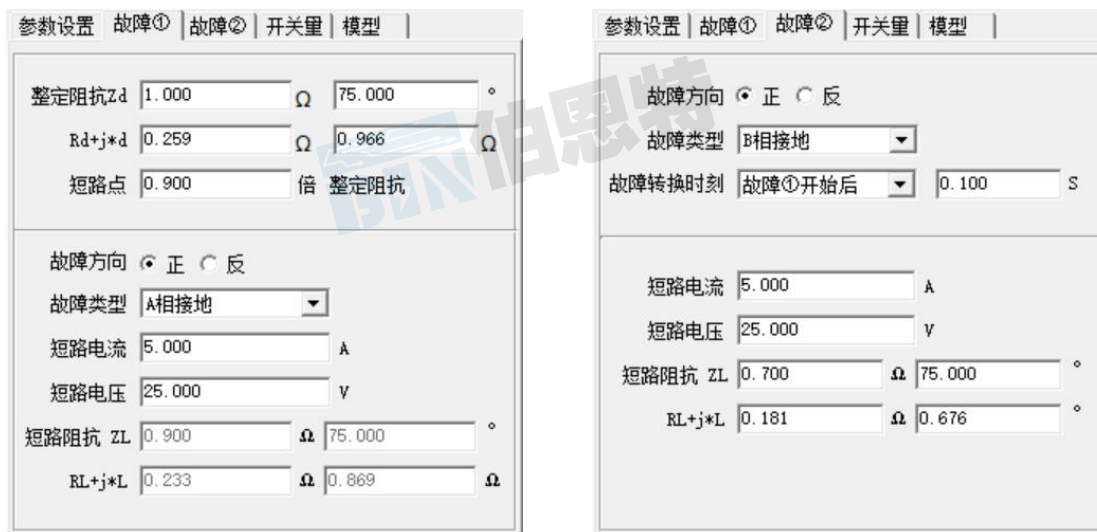 参数设置 故障① 故障② 开关量 模型
整定阻抗Zd 1.000 Ω 75.000 °
Rd+j*d 0.259 Ω 0.966 Ω
短路点 0.900 倍 整定阻抗
故障方向 正 反
故障类型 A相接地
短路电流 5.000 A
短路电压 25.000 V
短路阻抗 ZL 0.900 Ω 75.000 °
RL+j*L 0.233 Ω 0.869 Ω
参数设置 故障① 故障② 开关量 模型
故障方向 正 反
故障类型 B相接地
故障转换时刻 故障①开始后 0.100 S
短路电流 5.000 A
短路电压 25.000 V
短路阻抗 ZL 0.700 Ω 75.000 °
RL+j*L 0.181 Ω 0.676 °
伯恩特